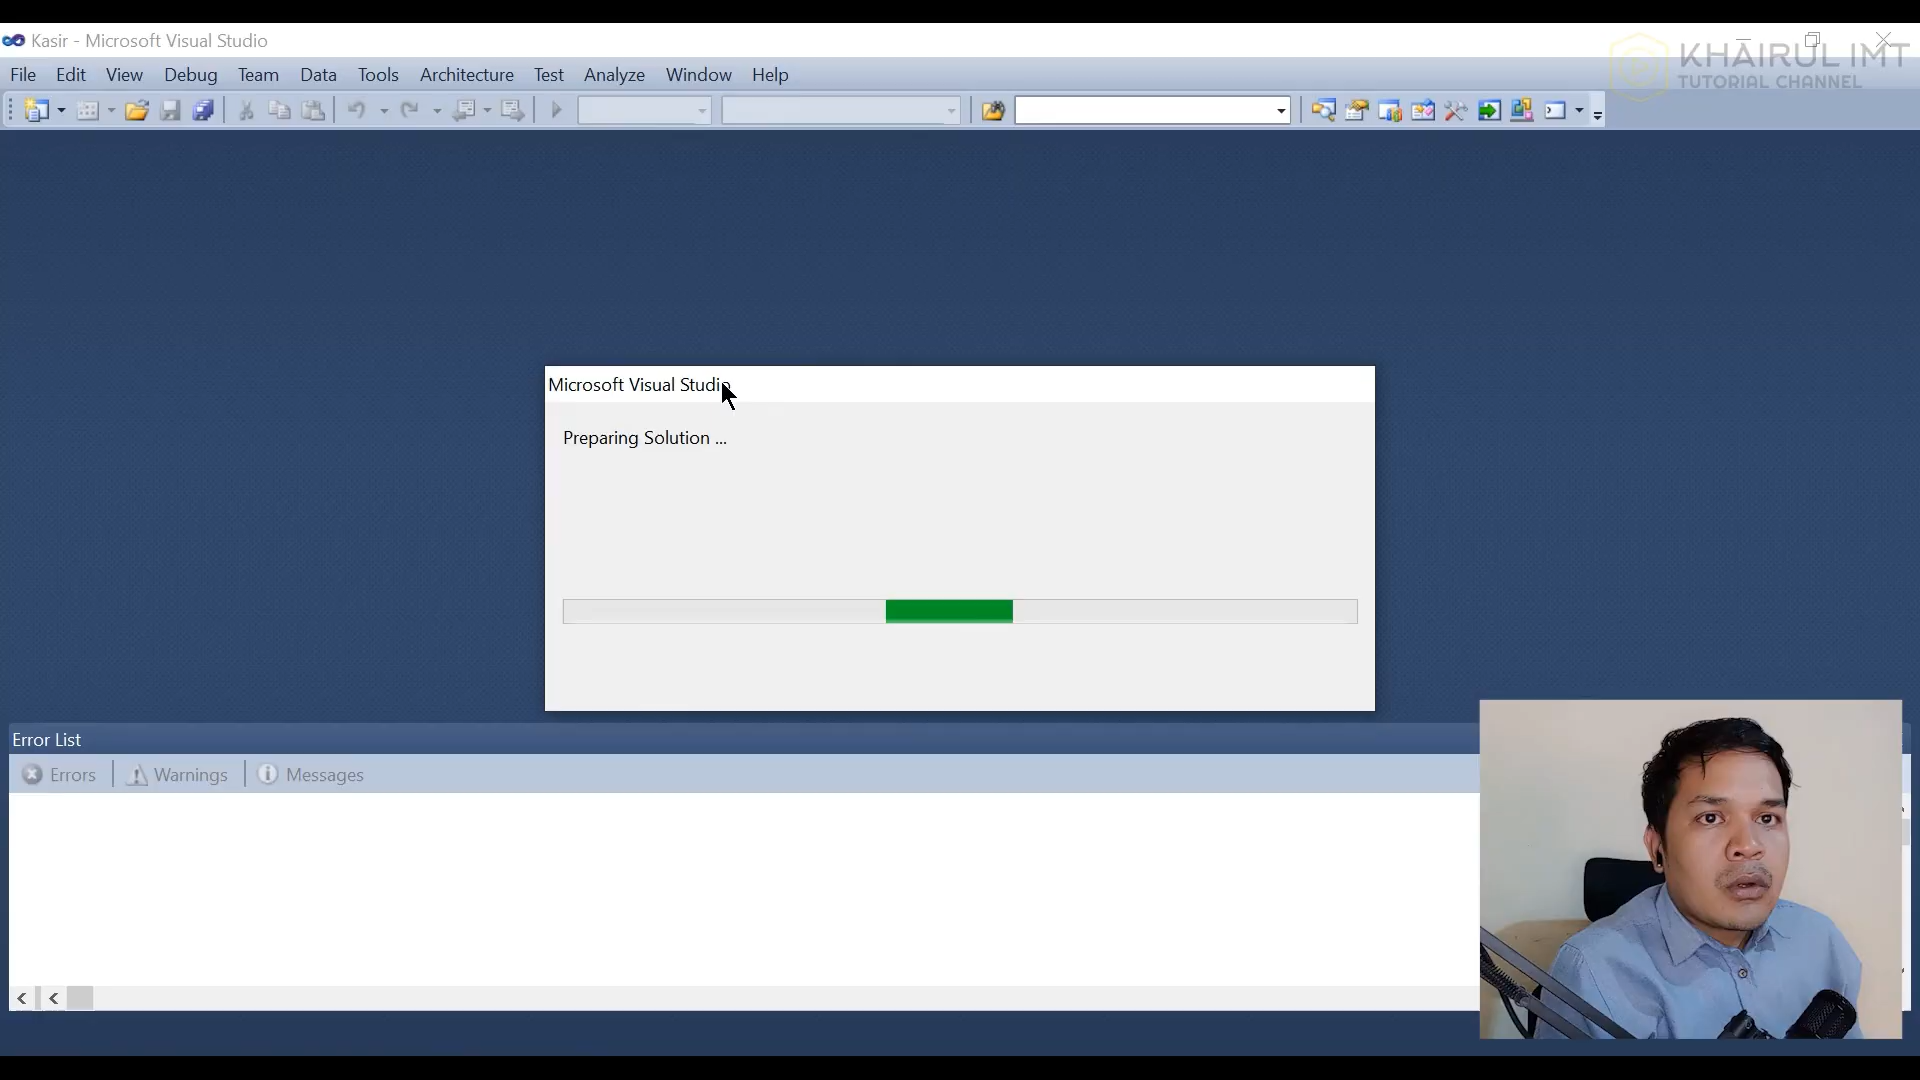 Kasir - Microsoft Visual Studio
KHAIRUL IMT
TUTORIAL CHANNEL
File Edit View Debug Team Data Tools Architecture Test Analyze Window Help
Microsoft Visual Studio
Preparing Solution ...
Error List
Errors Warnings Messages